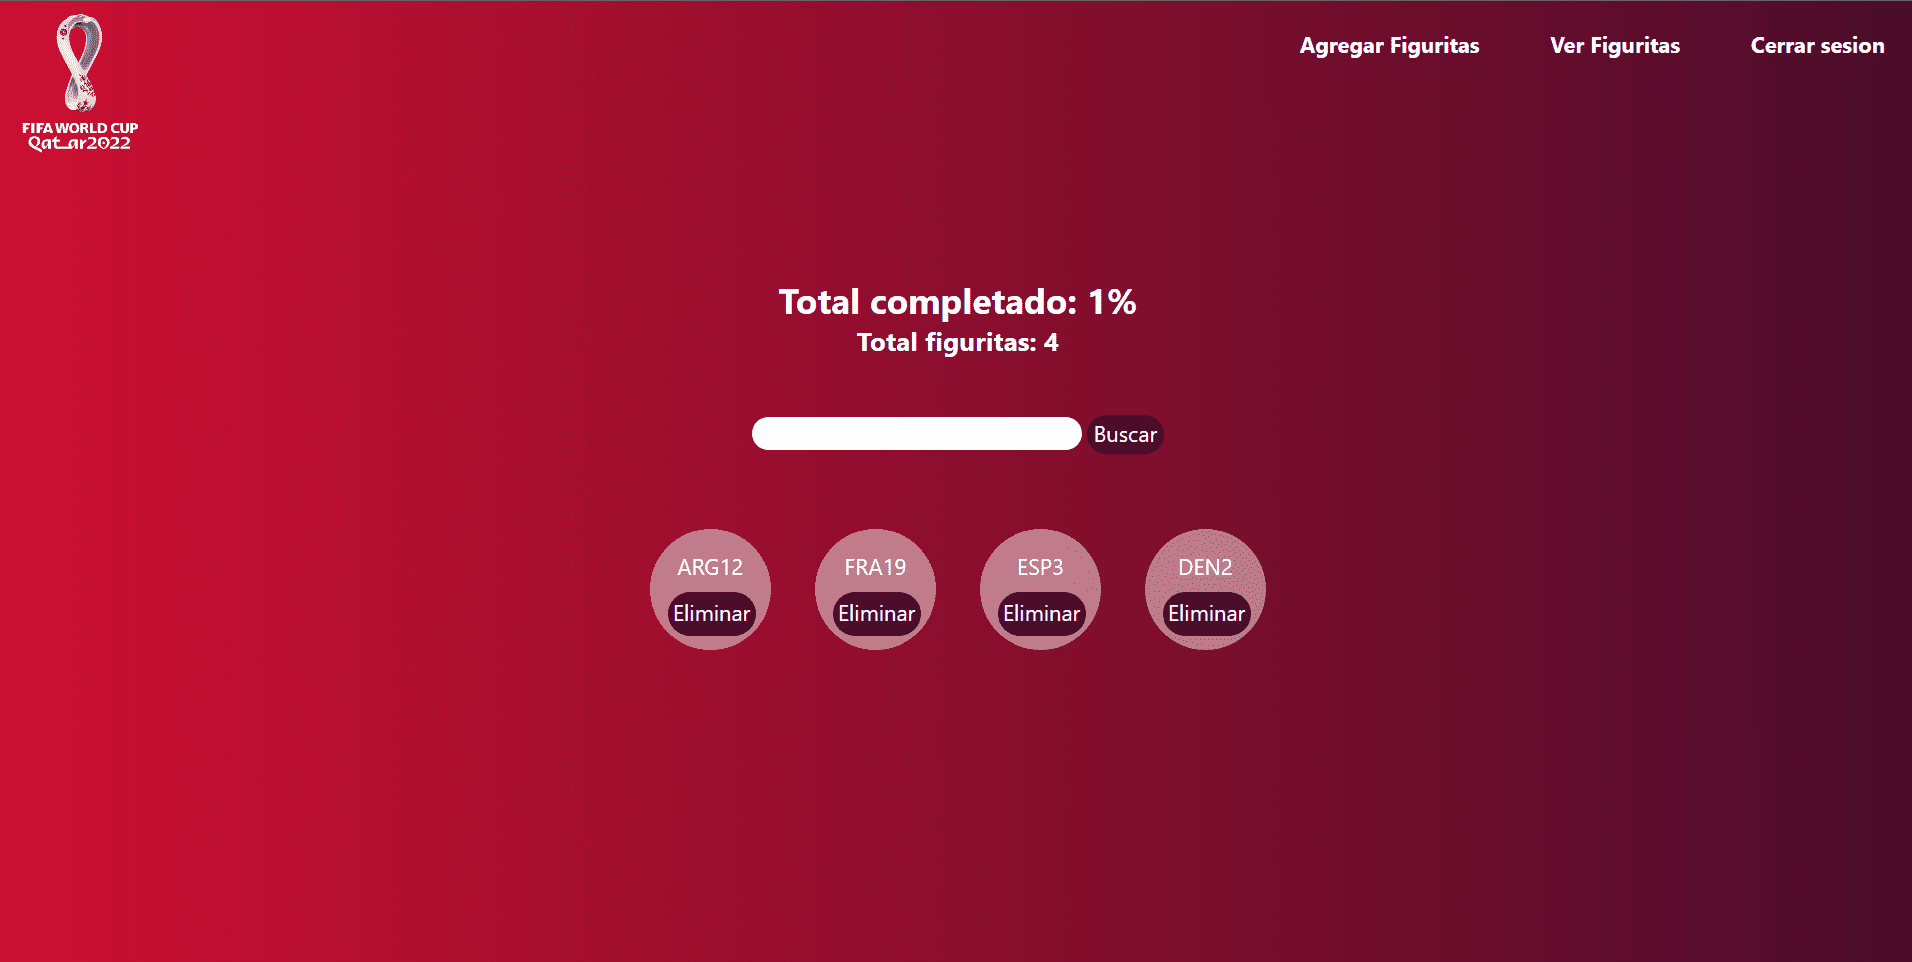 FIFA WORLD CUP
Qatar2022
Agregar Figuritas
Ver Figuritas
Cerrar sesion
Total completado: 1%
Total figuritas: 4
Buscar
ARG12
Eliminar
FRA19
Eliminar
ESP3
Eliminar
DEN2
Eliminar